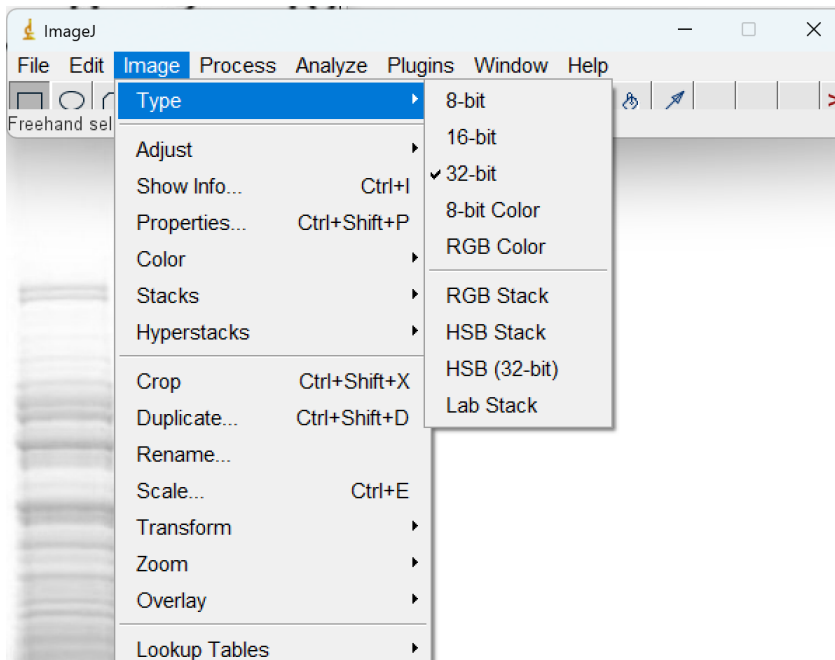 ImageJ
File Edit Image Process Analyze Plugins Window Help
Freehand sel
Type
Adjust
Show Info... Ctrl+I
Properties... Ctrl+Shift+P
Color
Stacks
Hyperstacks
Crop Ctrl+Shift+X
Duplicate... Ctrl+Shift+D
Rename...
Scale... Ctrl+E
Transform
Zoom
Overlay
Lookup Tables
8-bit
16-bit
32-bit
8-bit Color
RGB Color
RGB Stack
HSB Stack
HSB (32-bit)
Lab Stack